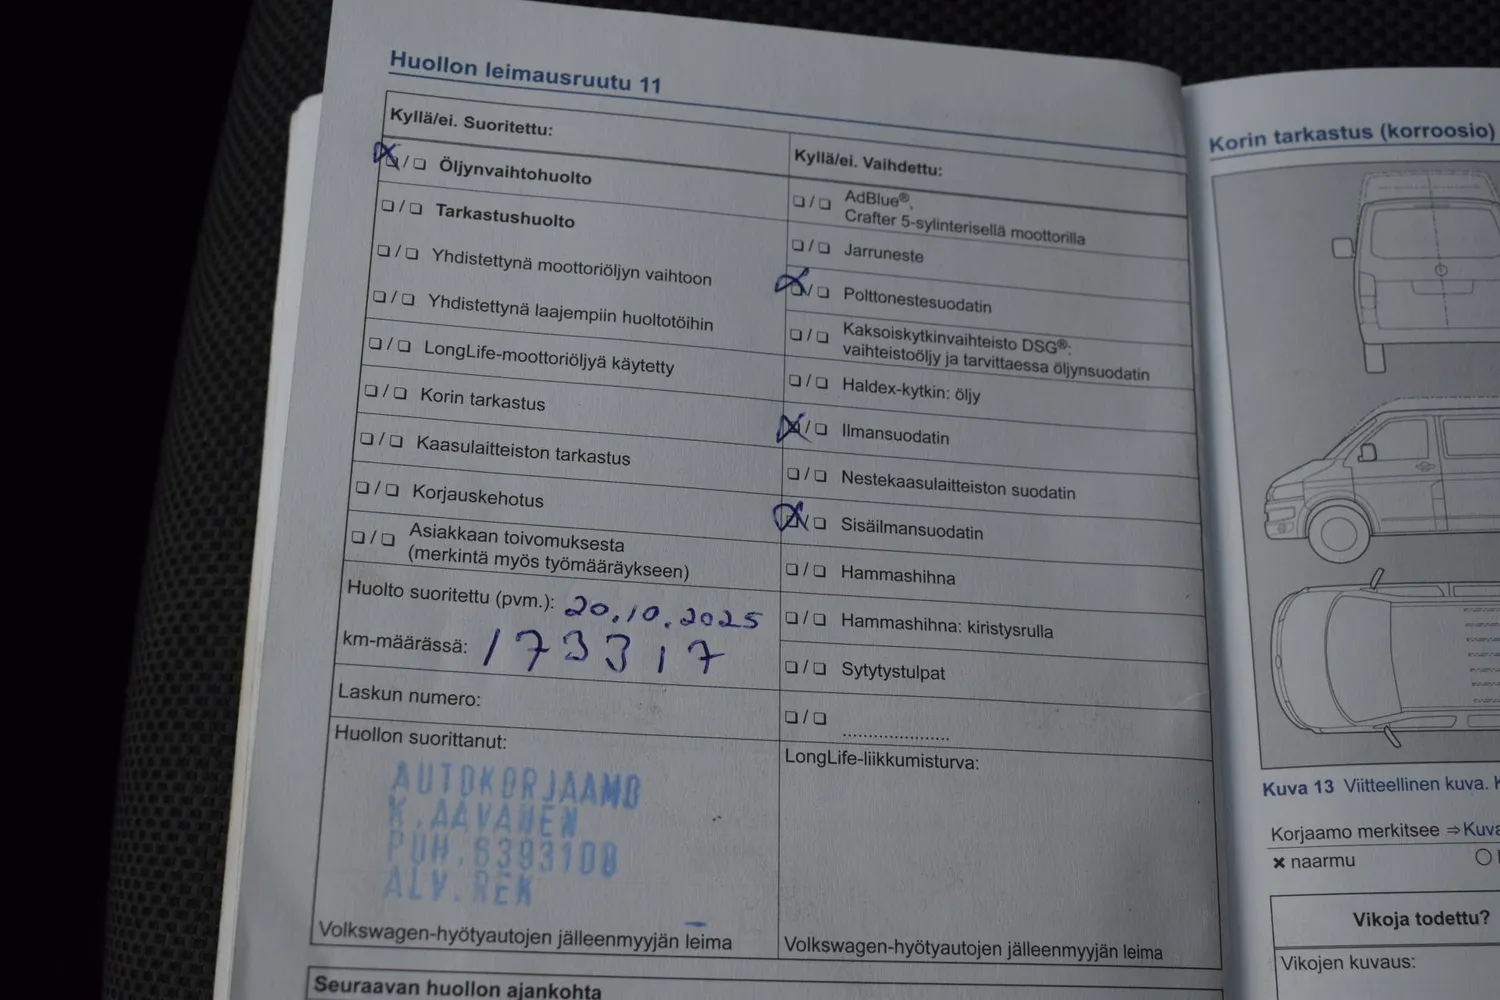 Huollon leimausruutu 11
Kyllä/ei. Suoritettu:
Öljynvaihtohuolto
Tarkastushuolto
Yhdistettynä moottoriöljyn vaihtoon
Yhdistettynä laajempiin huoltotöihin
LongLife-moottoriöljyä käytetty
Korin tarkastus
Kaasulaitteiston tarkastus
Korjauskehotus
Asiakkaan toivomuksesta
(merkintä myös työmääräykseen)
Huolto suoritettu (pvm.): 20.10.2025
km-määrässä: 173317
Laskun numero:
Huollon suorittanut:
AUTOKORJAAMO
K.AAVANEN
PUH.6393108
ALV.REK
Volkswagen-hyötyautojen jälleenmyyjän leima
Kyllä/ei. Vaihdettu:
AdBlue®,
Crafter 5-sylinterisellä moottorilla
Jarruneste
Polttonestesuodatin
Kaksoiskytkinvaihteisto DSG®:
vaihteistoöljy ja tarvittaessa öljynsuodatin
Haldex-kytkin: öljy
Ilmansuodatin
Nestekaasulaitteiston suodatin
Sisäilmansuodatin
Hammashihna
Hammashihna: kiristysrulla
Sytytystulpat
....................
LongLife-liikkumisturva:
Volkswagen-hyötyautojen jälleenmyyjän leima
Seuraavan huollon ajankohta
Korin tarkastus (korroosio)
Kuva 13 Viitteellinen kuva.
Korjaamo merkitsee ⇒
× naarmu
Vikoja todettu?
Vikojen kuvaus: